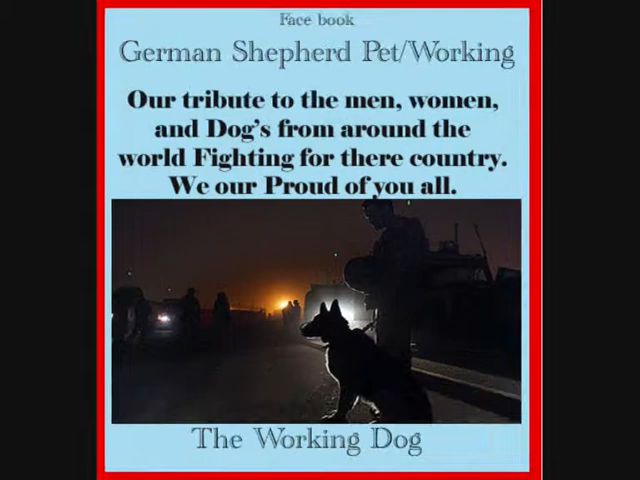 Face book
German Shepherd Pet/Working
Our tribute to the men, women,
and Dog's from around the
world Fighting for there country.
We our Proud of you all.
The Working Dog